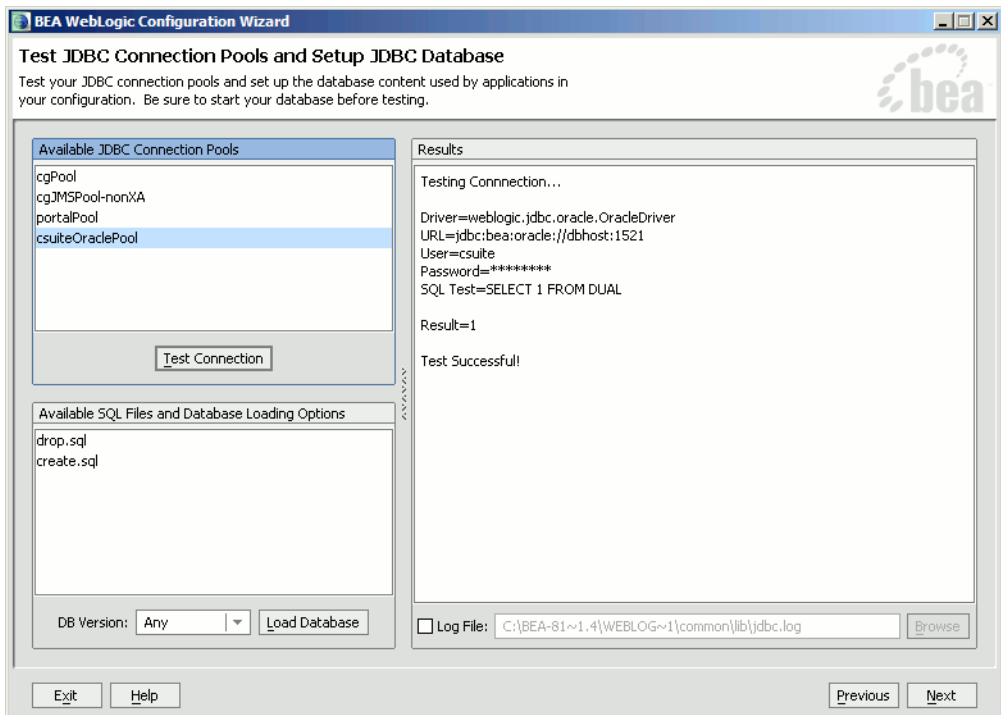 BEA WebLogic Configuration Wizard
Test JDBC Connection Pools and Setup JDBC Database
Test your JDBC connection pools and set up the database content used by applications in
your configuration. Be sure to start your database before testing.
bea
Available JDBC Connection Pools
cgPool
cgJMSPool-nonXA
portalPool
csuiteOraclePool
Test Connection
Available SQL Files and Database Loading Options
drop.sql
create.sql
DB Version: Any Load Database
Results
Testing Connnection...
Driver=weblogic.jdbc.oracle.OracleDriver
URL=jdbc:bea:oracle://dbhost:1521
User=csuite
Password=********
SQL Test=SELECT 1 FROM DUAL
Result=1
Test Successful!
Log File: C:\BEA-81~1.4\WEBLOG~1\common\lib\jdbc.log Browse
Exit Help Previous Next